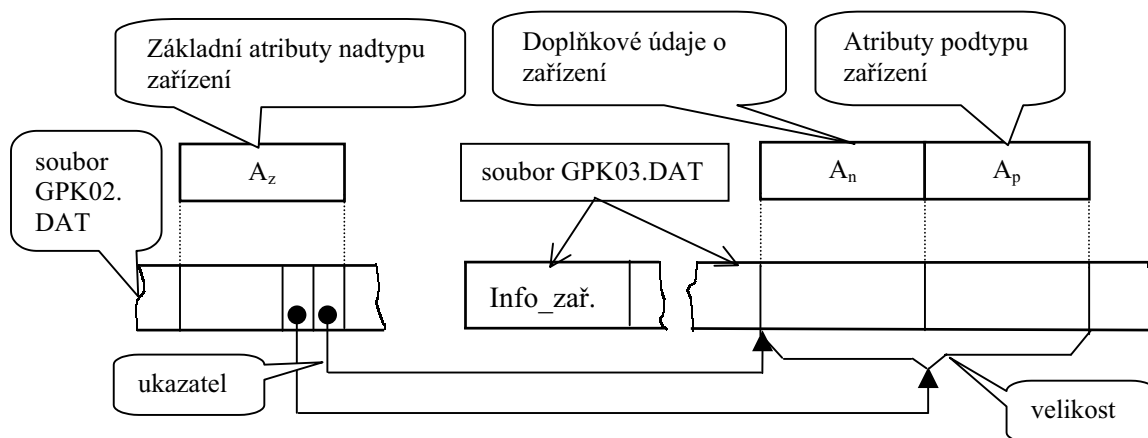 Základní atributy nadtypu
zařízení
Doplňkové údaje o
zařízení
Atributy podtypu
zařízení
soubor
GPK02.
DAT
Az
soubor GPK03.DAT
An
Ap
Info_zař.
ukazatel
velikost